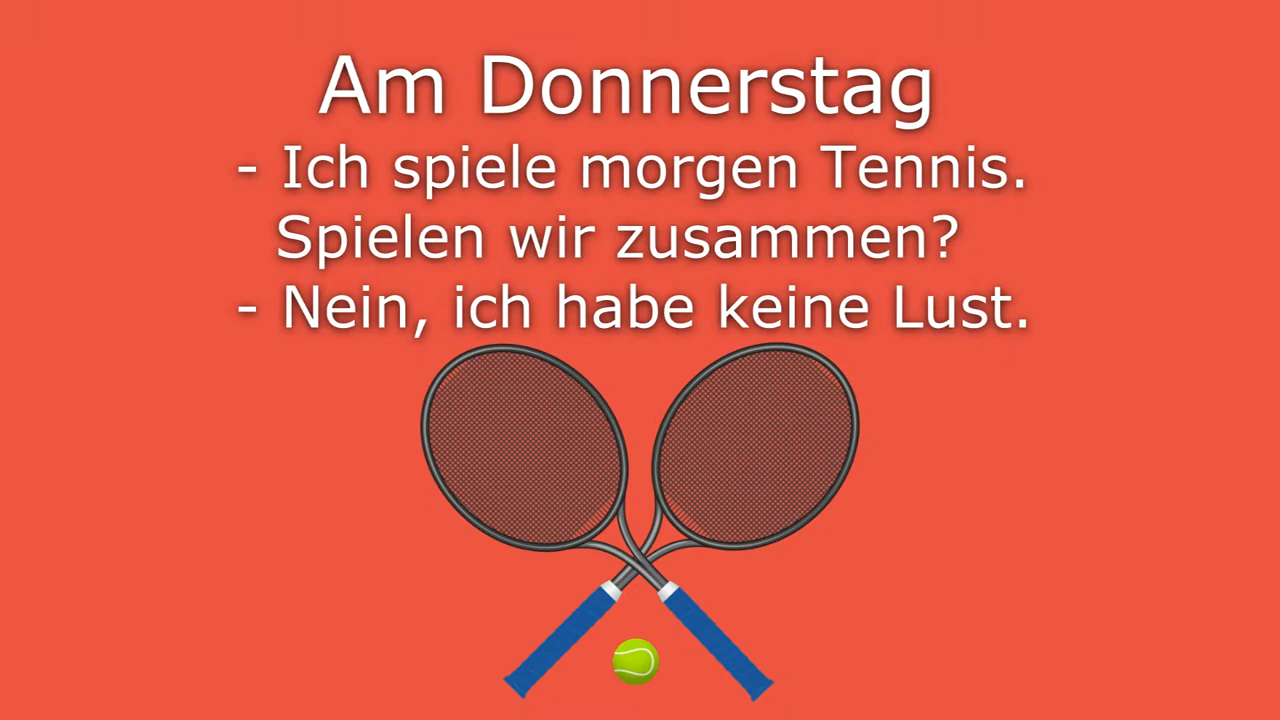 Am Donnerstag
- Ich spiele morgen Tennis.
Spielen wir zusammen?
- Nein, ich habe keine Lust.